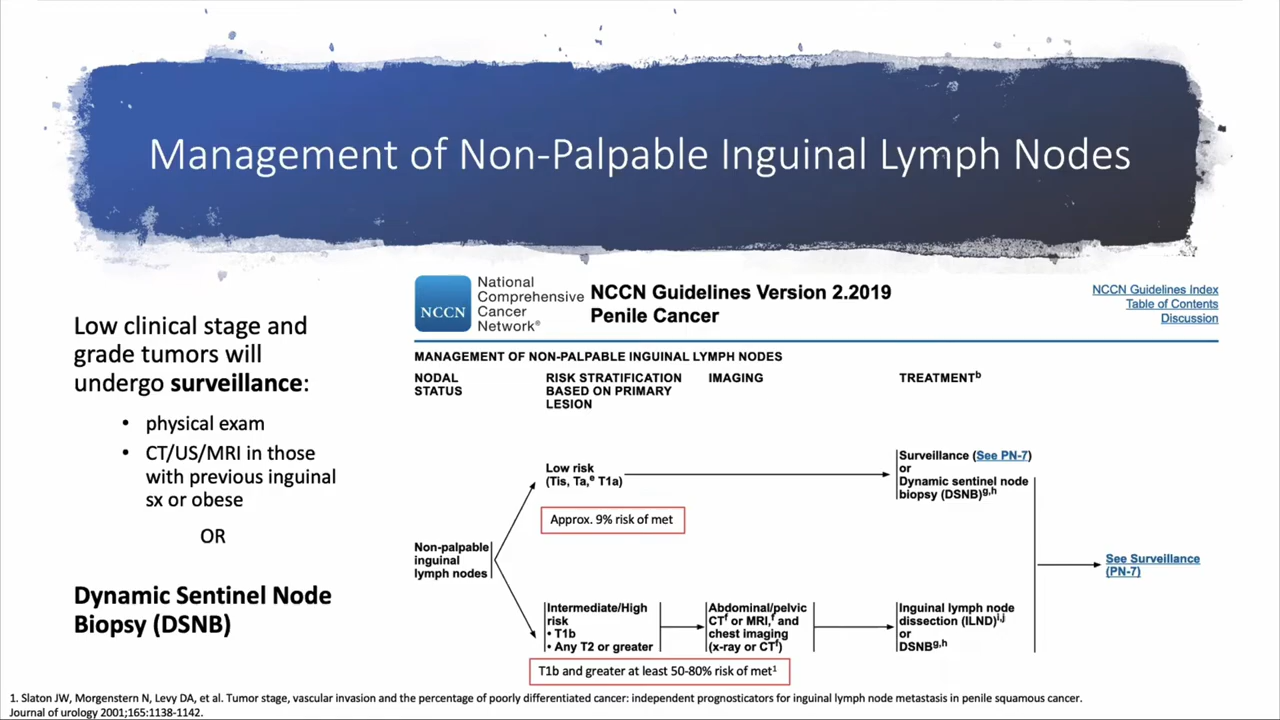 Management of Non-Palpable Inguinal Lymph Nodes
Low clinical stage and
grade tumors will
undergo surveillance:
• physical exam
• CT/US/MRI in those
with previous inguinal
sx or obese
OR
Dynamic Sentinel Node
Biopsy (DSNB)
NCCN
National
Comprehensive
Cancer
Network®
NCCN Guidelines Version 2.2019
Penile Cancer
NCCN Guidelines Index
Table of Contents
Discussion
MANAGEMENT OF NON-PALPABLE INGUINAL LYMPH NODES
NODAL
STATUS
RISK STRATIFICATION
BASED ON PRIMARY
LESION
IMAGING
TREATMENTᵇ
Non-palpable
inguinal
lymph nodes
Low risk
(Tis, Ta,ᵉ T1a)
Approx. 9% risk of met
Surveillance (See PN-7)
or
Dynamic sentinel node
biopsy (DSNB)ᵍ,ʰ
Intermediate/High
risk
• T1b
• Any T2 or greater
T1b and greater at least 50-80% risk of met¹
Abdominal/pelvic
CTᶠ or MRI,ᶠ and
chest imaging
(x-ray or CTᶠ)
Inguinal lymph node
dissection (ILND)ⁱ,ʲ
or
DSNBᵍ,ʰ
See Surveillance
(PN-7)
1. Slaton JW, Morgenstern N, Levy DA, et al. Tumor stage, vascular invasion and the percentage of poorly differentiated cancer: independent prognosticators for inguinal lymph node metastasis in penile squamous cancer.
Journal of urology 2001;165:1138-1142.